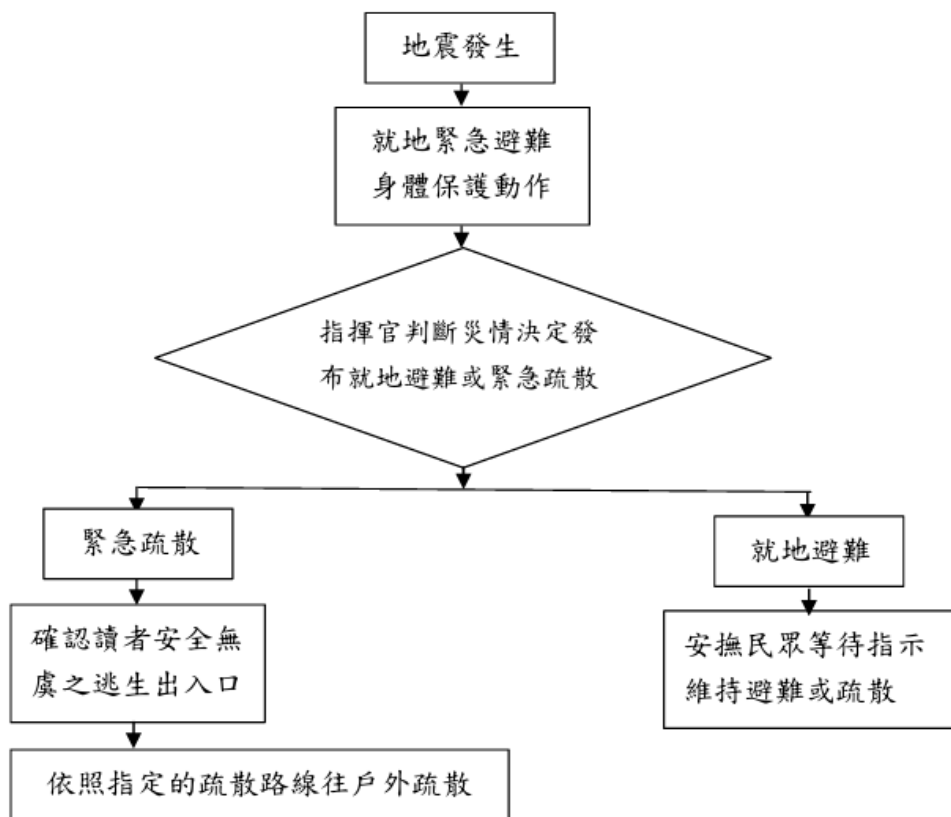 地震發生
就地緊急避難
身體保護動作
指揮官判斷災情決定發
布就地避難或緊急疏散
緊急疏散
確認讀者安全無
虞之逃生出入口
依照指定的疏散路線往戶外疏散
就地避難
安撫民眾等待指示
維持避難或疏散